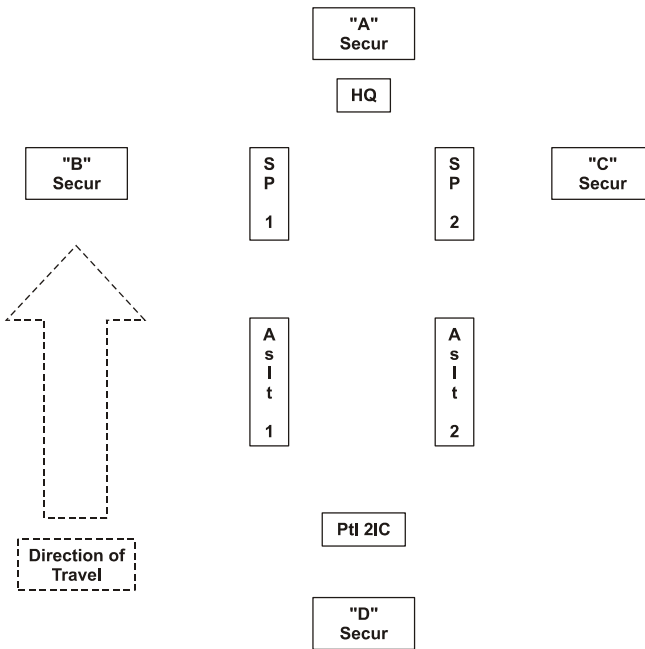 "A"
Secur
HQ
"B"
Secur
S
P
1
S
P
2
"C"
Secur
A
s
l
t
1
A
s
l
t
2
Ptl 2IC
Direction of
Travel
"D"
Secur